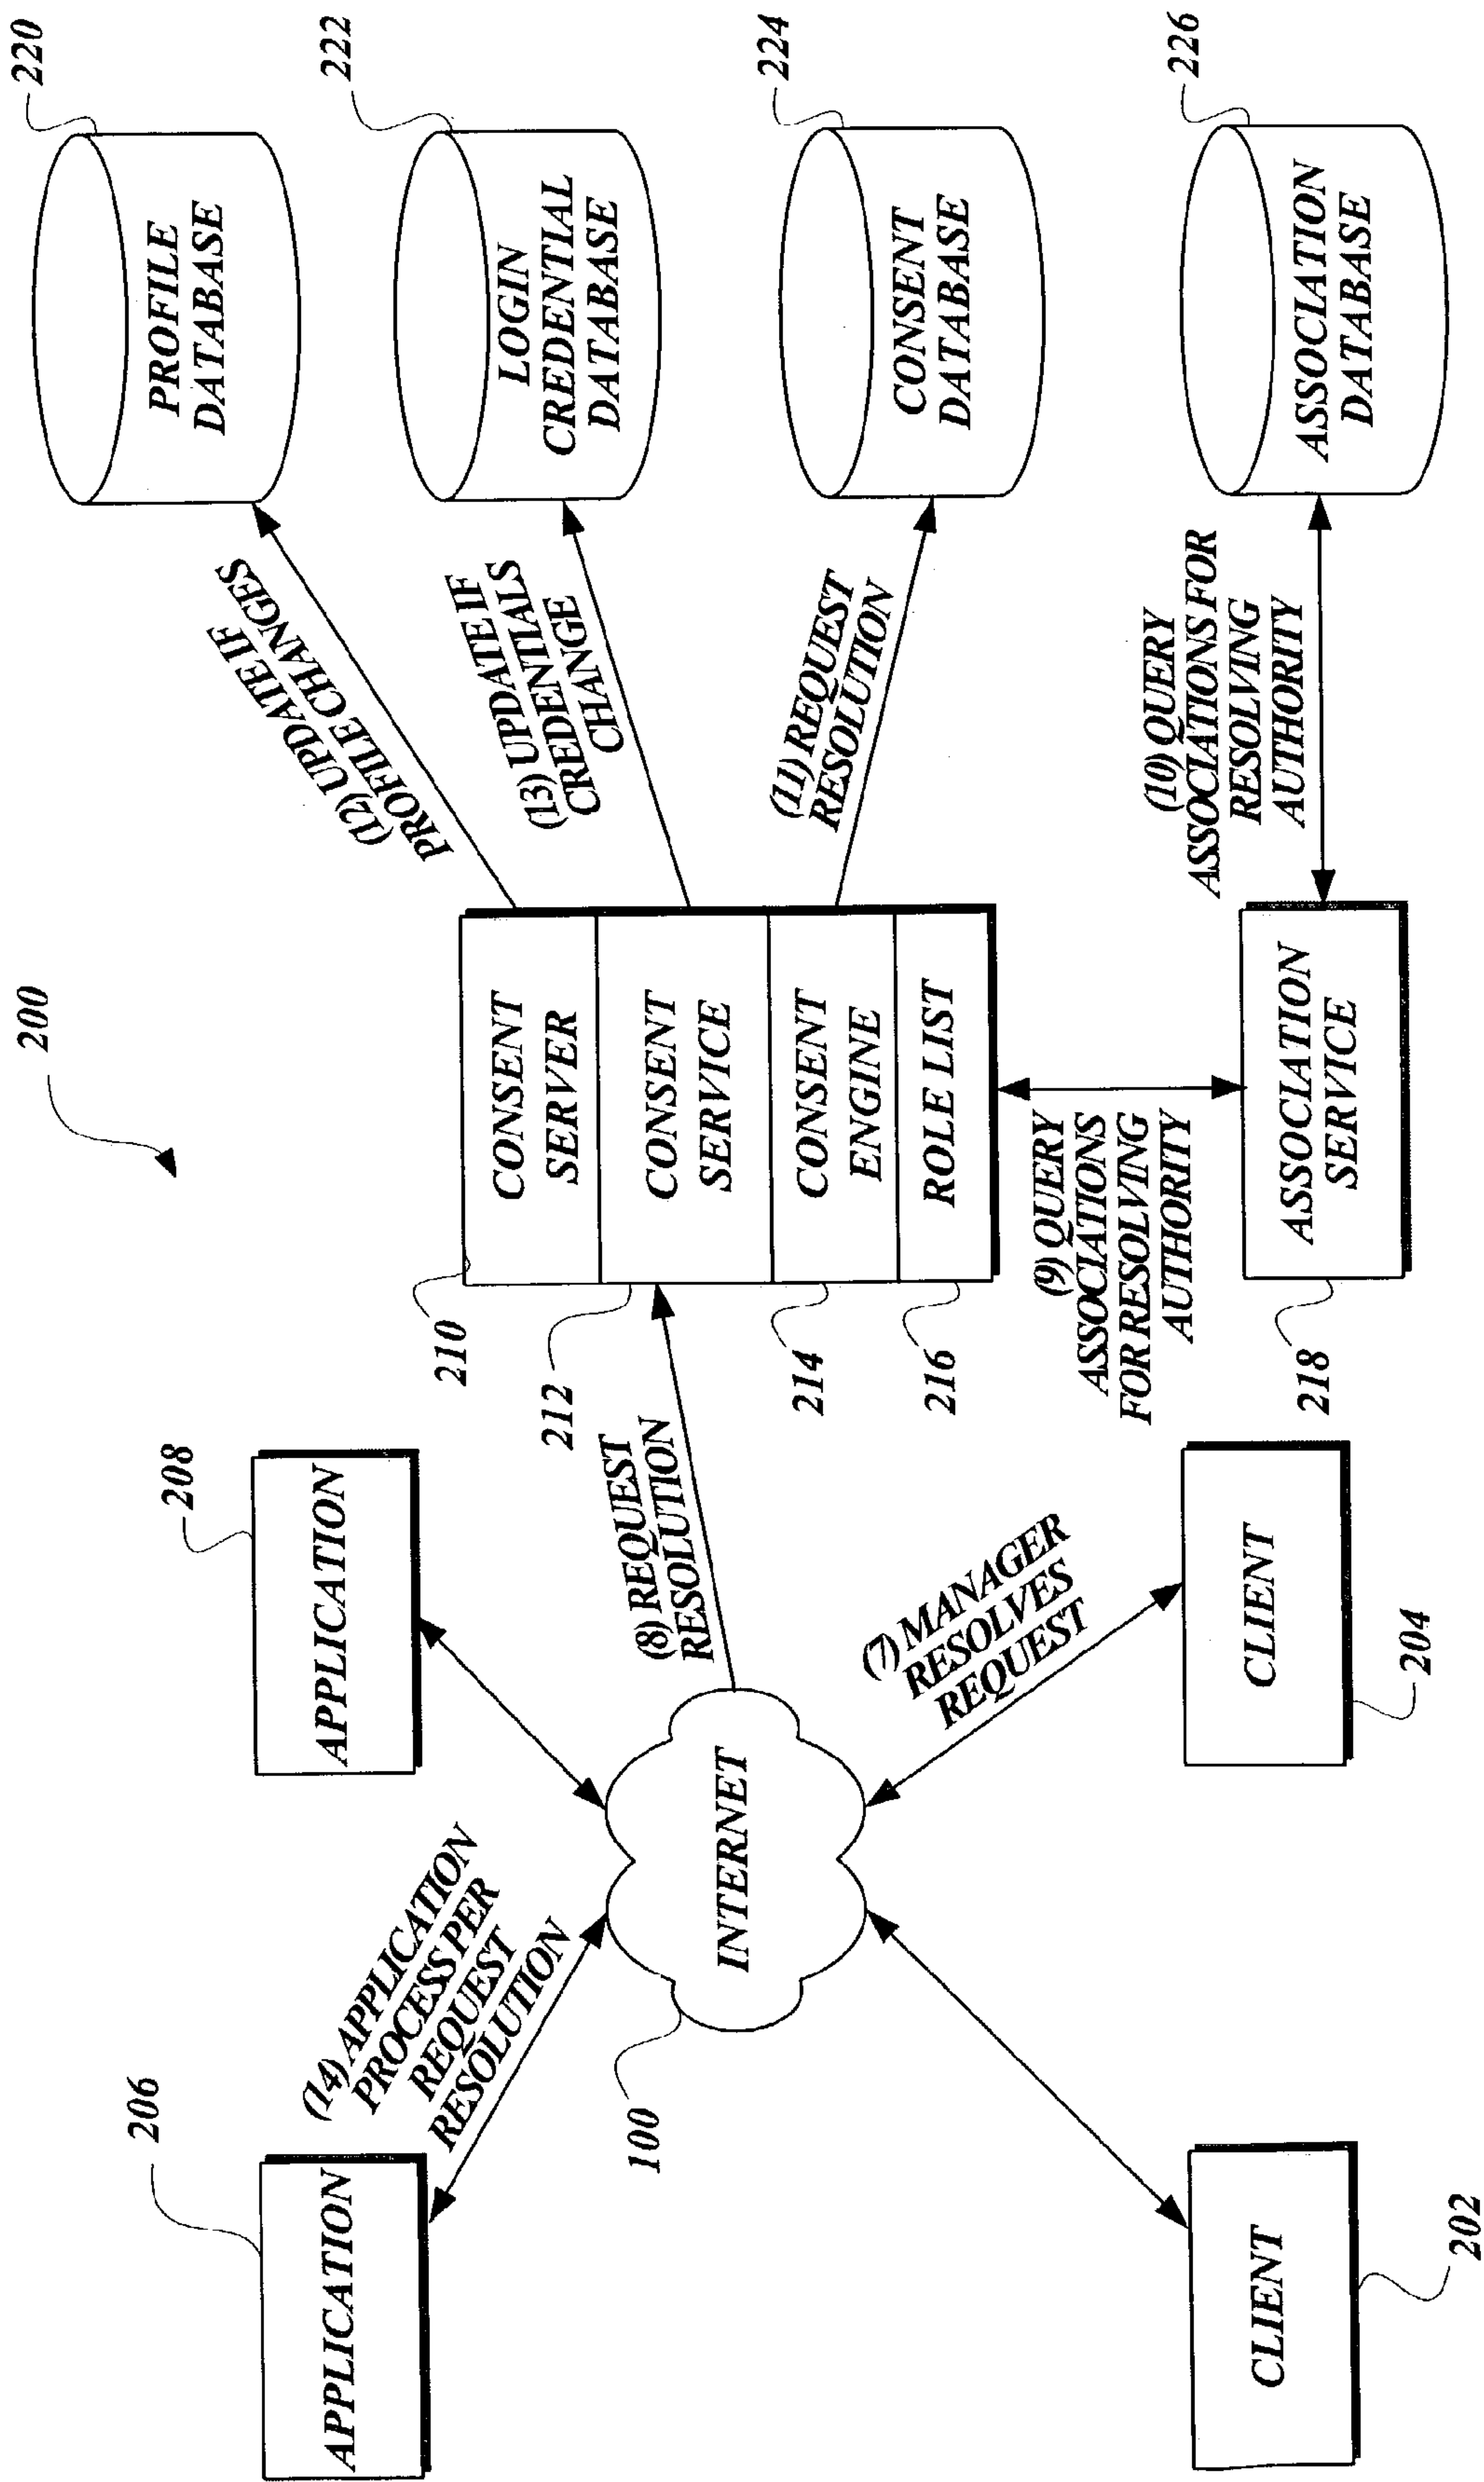 200
206
APPLICATION
208
APPLICATION
(14) APPLICATION
PROCESS PER
REQUEST
RESOLUTION
100
INTERNET
(8) REQUEST
RESOLUTION
(7) MANAGER
RESOLVES
REQUEST
CLIENT
202
CLIENT
204
210
CONSENT
SERVER
212
CONSENT
SERVICE
214
CONSENT
ENGINE
216
ROLE LIST
(9) QUERY
ASSOCIATIONS
FOR RESOLVING
AUTHORITY
218
ASSOCIATION
SERVICE
(12) UPDATE IF
PROFILE CHANGES
(13) UPDATE IF
CREDENTIALS
CHANGE
(11) REQUEST
RESOLUTION
(10) QUERY
ASSOCIATIONS FOR
RESOLVING
AUTHORITY
220
PROFILE
DATABASE
222
LOGIN
CREDENTIAL
DATABASE
224
CONSENT
DATABASE
226
ASSOCIATION
DATABASE